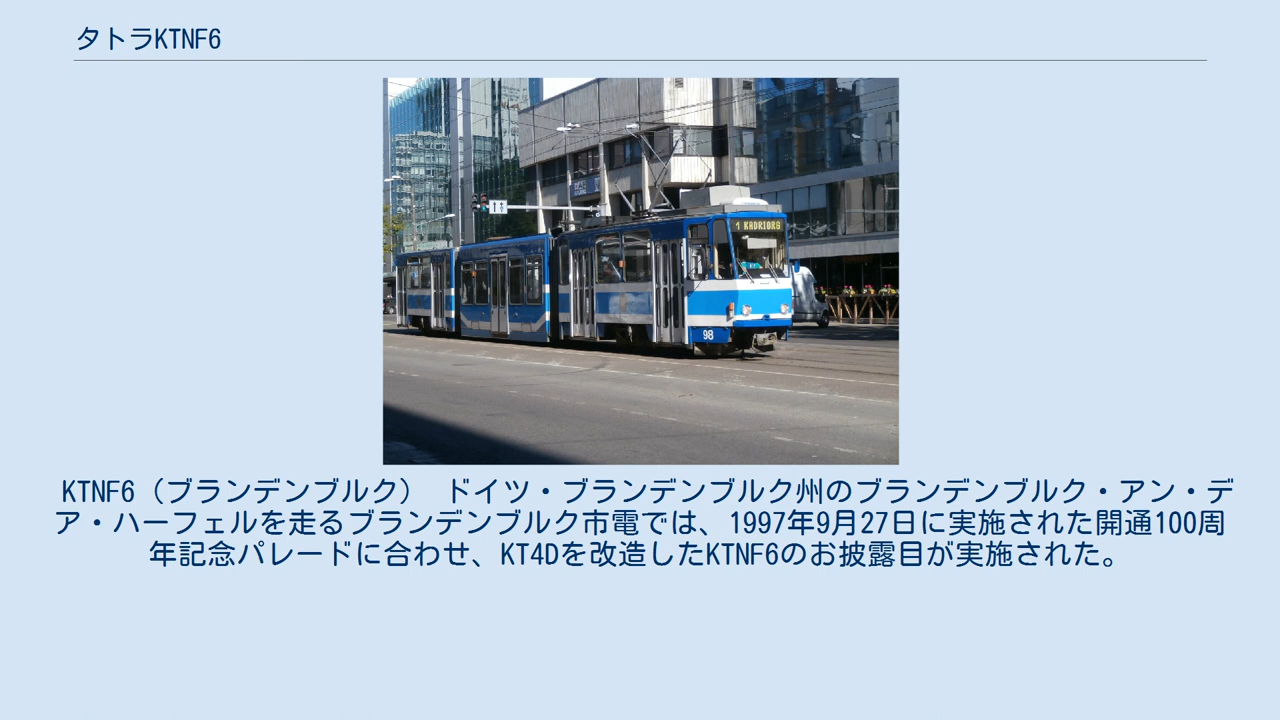 タトラKTNF6
1 KADRIORG
98
KTNF6（ブランデンブルク）　ドイツ・ブランデンブルク州のブランデンブルク・アン・デ
ア・ハーフェルを走るブランデンブルク市電では、1997年9月27日に実施された開通100周
年記念パレードに合わせ、KT4Dを改造したKTNF6のお披露目が実施された。